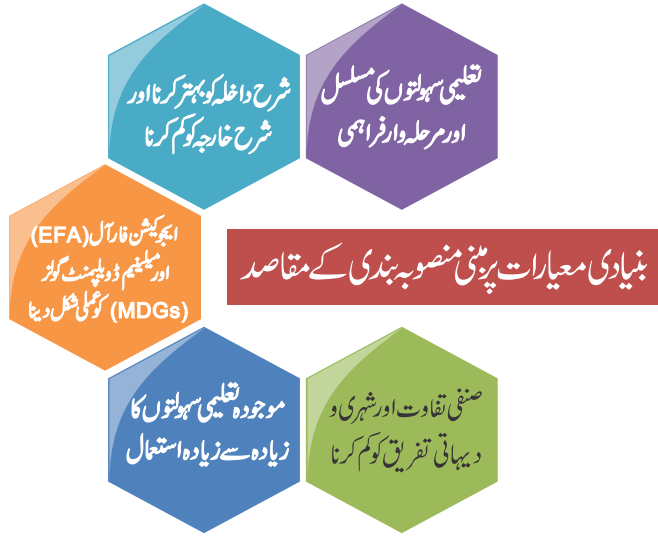 تعلیمی سہولتوں کی مسلسل
اور مرحلہ وار فراہمی
شرح داخلہ کو بہتر کرنا اور
شرح خارجہ کو کم کرنا
ایجوکیشن فار آل (EFA)
اور میلینیم ڈویلپمنٹ گولز
(MDGs) کو عملی شکل دینا
بنیادی معیارات پر مبنی منصوبہ بندی کے مقاصد
موجودہ تعلیمی سہولتوں کا
زیادہ سے زیادہ استعمال
صنفی تفاوت اور شہری و
دیہاتی تفریق کو کم کرنا